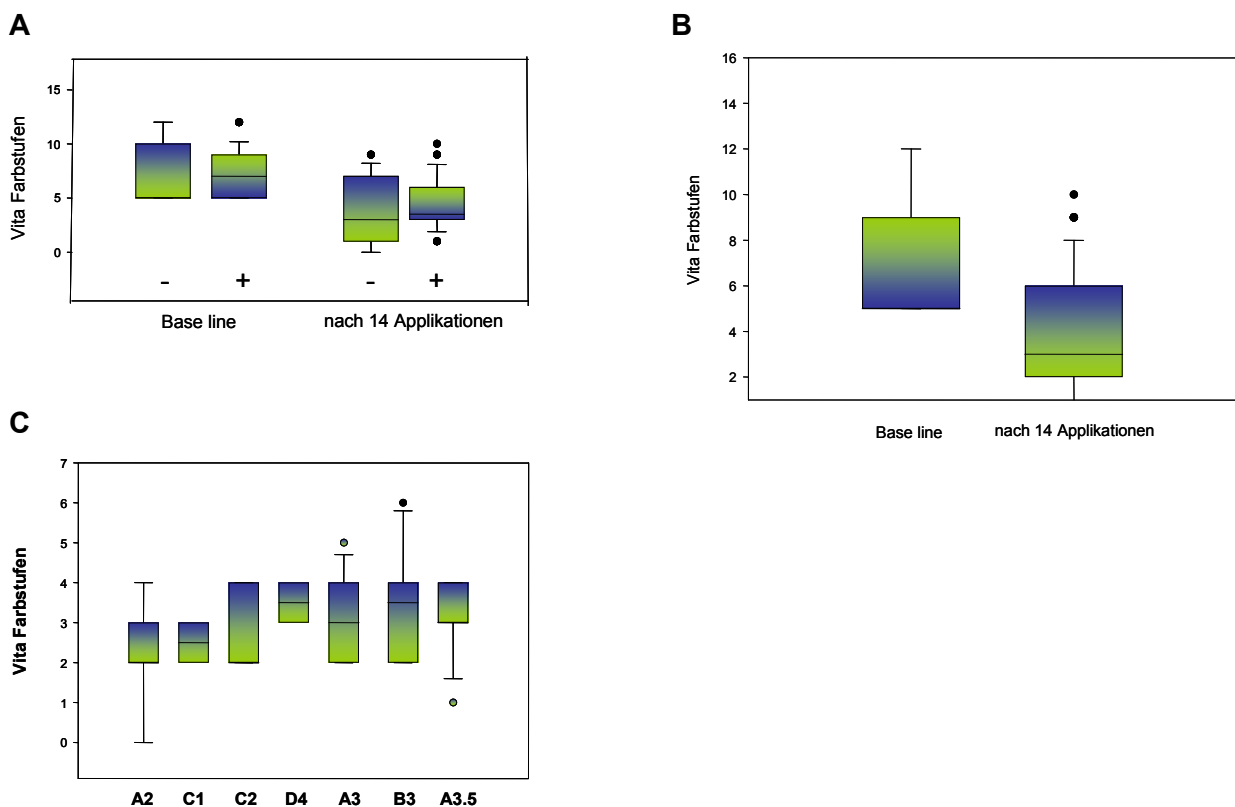 A
Vita Farbstufen
15
10
5
0
- + - +
Base line nach 14 Applikationen
B
Vita Farbstufen
16
14
12
10
8
6
4
2
Base line nach 14 Applikationen
C
Vita Farbstufen
7
6
5
4
3
2
1
0
A2 C1 C2 D4 A3 B3 A3.5